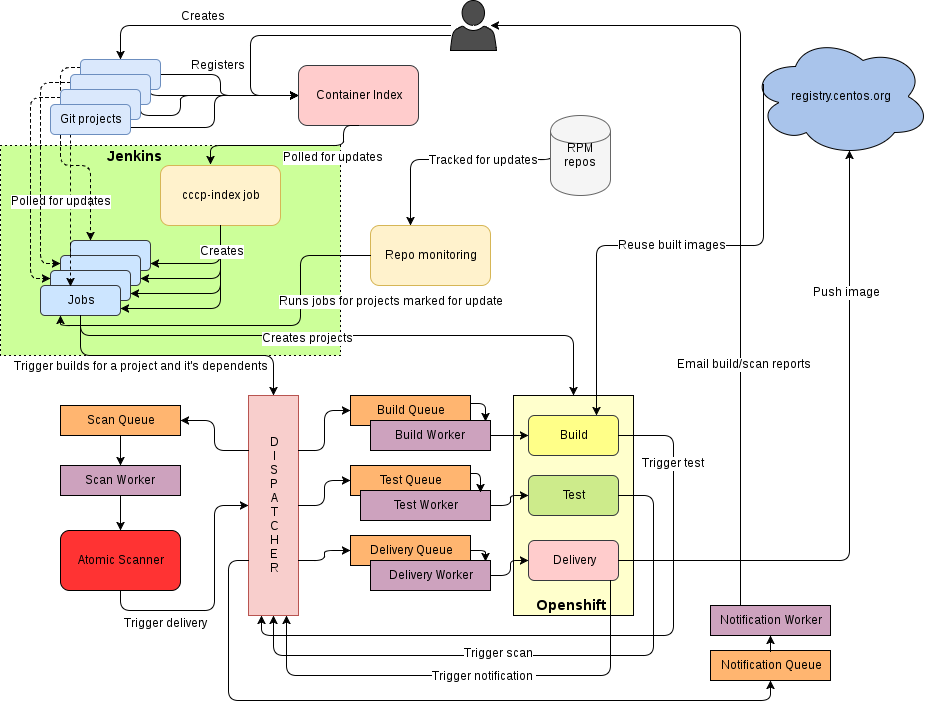 Creates
Registers
Git projects
Container Index
registry.centos.org
Jenkins
Polled for updates
Tracked for updates
RPM
repos
cccp-index job
Polled for updates
Creates
Repo monitoring
Reuse built images
Jobs
Runs jobs for projects marked for update
Push image
Creates projects
Trigger builds for a project and it's dependents
Email build/scan reports
Scan Queue
Build Queue
Build Worker
Build
DISPATCHER
Trigger test
Scan Worker
Test Queue
Test Worker
Test
Atomic Scanner
Delivery Queue
Delivery Worker
Delivery
Openshift
Trigger delivery
Notification Worker
Trigger scan
Notification Queue
Trigger notification